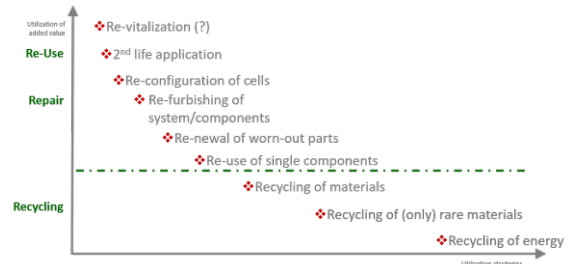 Utilization of
added value
Re-vitalization (?)
Re-Use
2nd life application
Re-configuration of cells
Repair
Re-furbishing of
system/components
Re-newal of worn-out parts
Re-use of single components
Recycling of materials
Recycling
Recycling of (only) rare materials
Recycling of energy
Utilization strategies